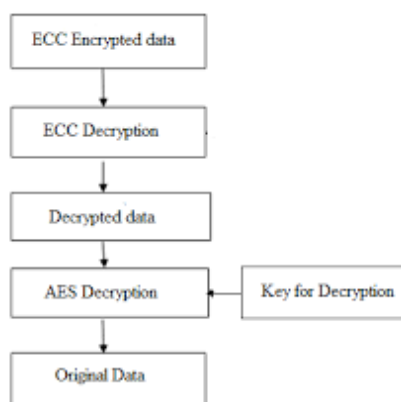 ECC Encrypted data
ECC Decryption
Decrypted data
AES Decryption
Key for Decryption
Original Data